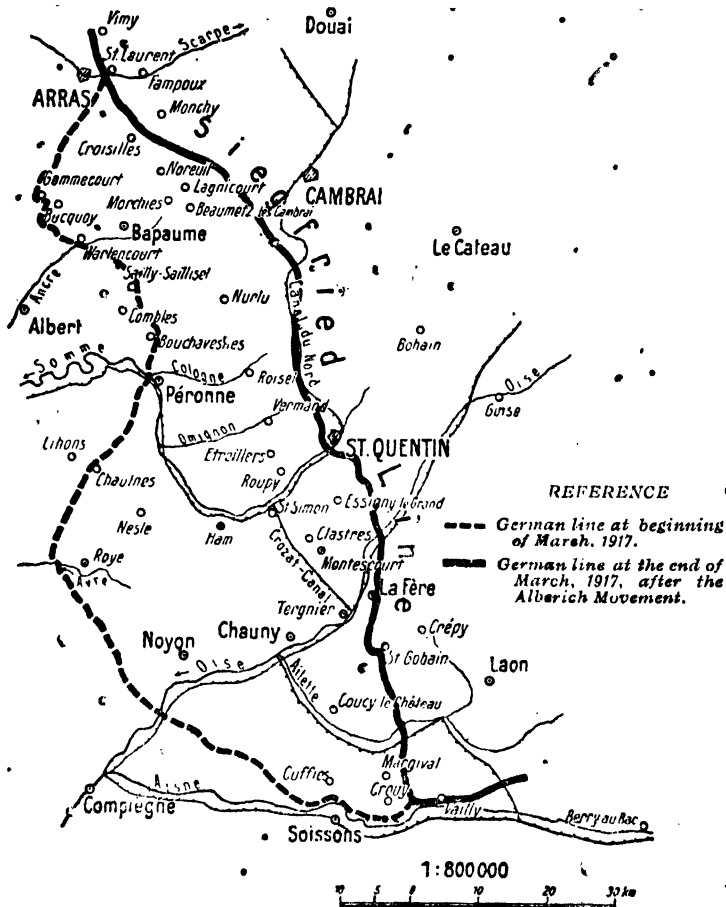 Vimy
Douai
Scarpe
St.Laurent
Fampoux
ARRAS
Monchy
Croisilles
Siegfried Line
Noreuil
Lagnicourt
CAMBRAI
Gommecourt
Morchies
Beaumetz les Cambrai
Bucquoy
Bapaume
Le Cateau
Warlencourt
Ancre
Sailly-Saillisel
Nurlu
Albert
Combles
Canal du Nord
Bohain
Bouchavesnes
Somme
Cologne
Roisel
Oise
Péronne
Guise
Vermand
Omignon
ST. QUENTIN
Lihons
Etreillers
Chaulnes
Roupy
Essigny le Grand
St Simon
Nesle
Ham
Clastres
Roye
Avre
Crozat-Canal
Montescourt
La Fère
Tergnier
Crépy
Noyon
Chauny
St Gobain
Oise
Laon
Ailette
Coucy le Château
Margival
Cuffies
Crouy
Aisne
Compiègne
Vailly
Soissons
Berry au Bac
REFERENCE
German line at beginning
of March, 1917.
German line at the end of
March, 1917, after the
Alberich Movement.
1:800000
10 5 0 10 20 30 km